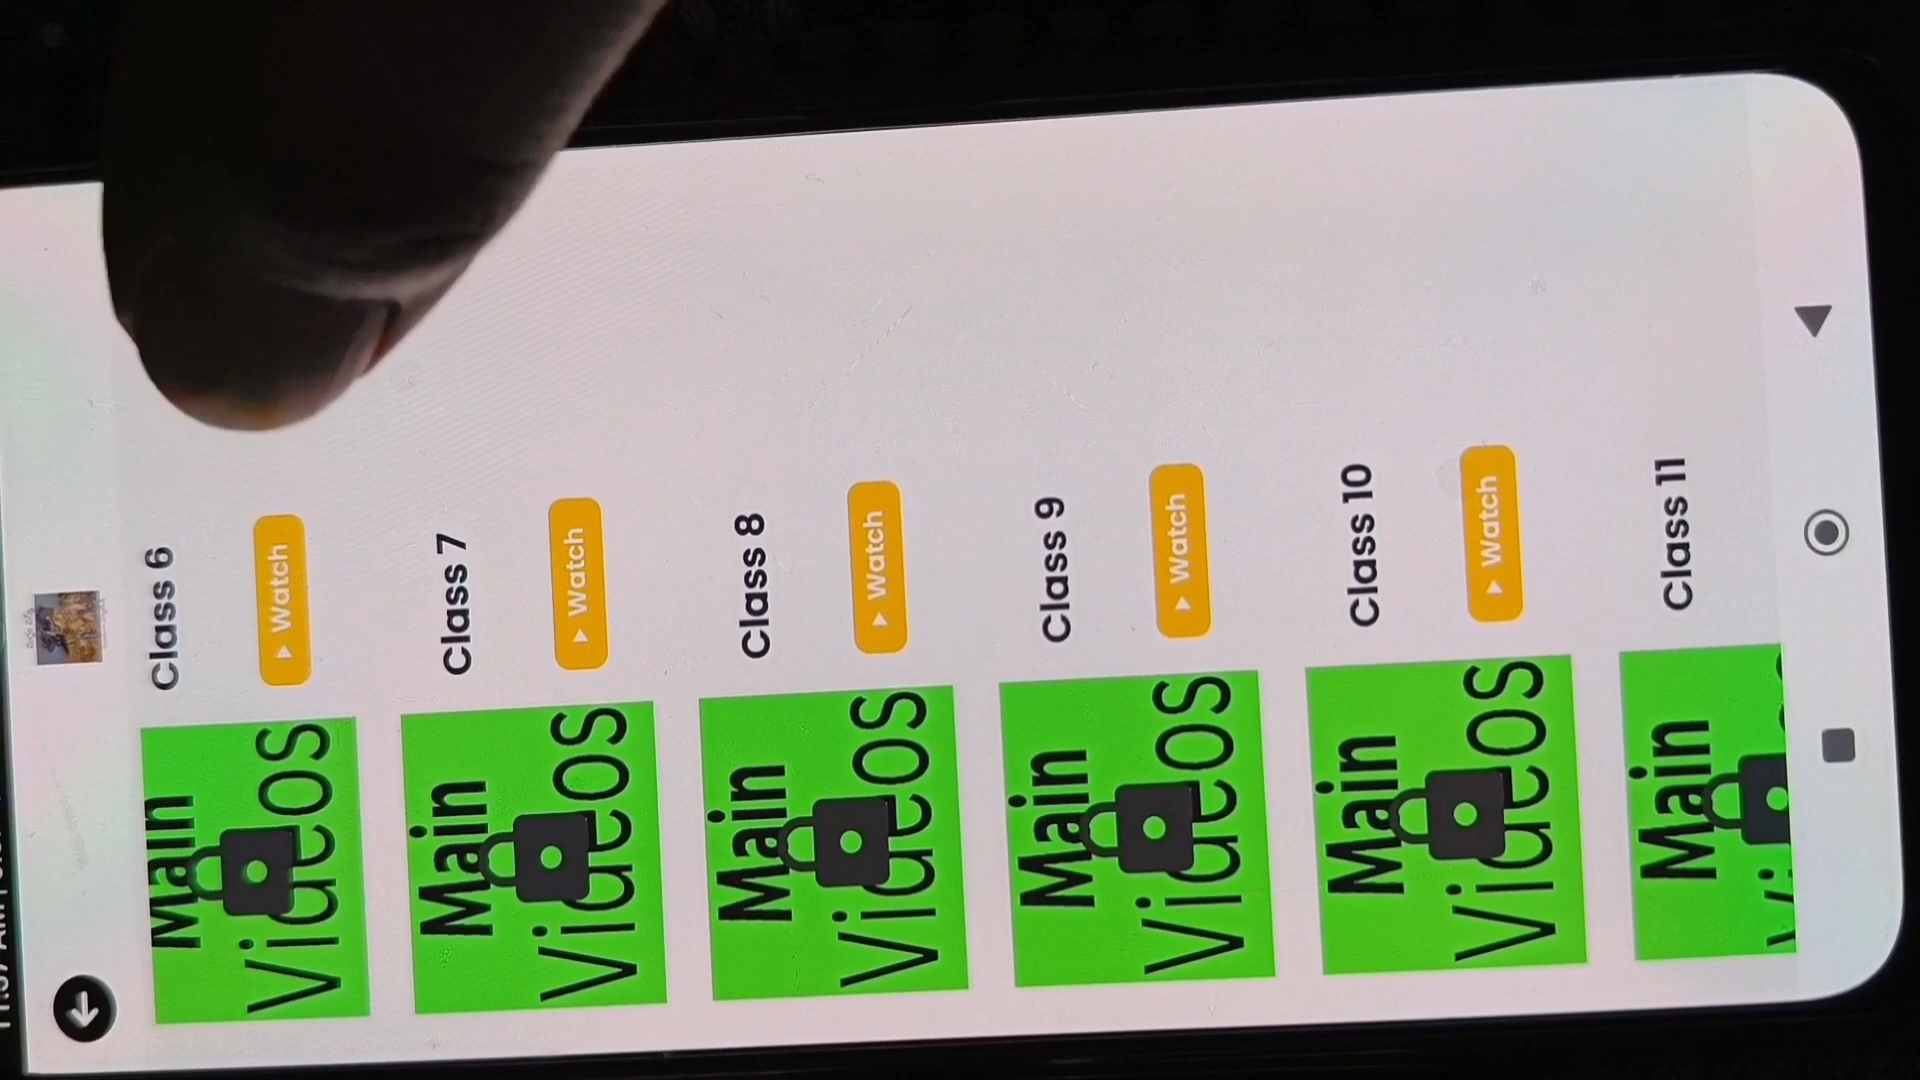 Class 6
Main
Videos
Watch
Class 7
Main
Videos
Watch
Class 8
Main
Videos
Watch
Class 9
Main
Videos
Watch
Class 10
Main
Videos
Watch
Class 11
Main